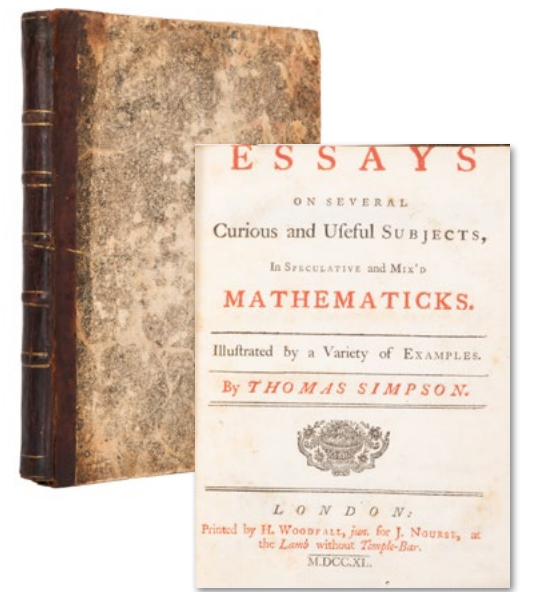 ESSAYS
ON SEVERAL
Curious and Uſeful SUBJECTS,
In SPECULATIVE and MIX'D
MATHEMATICKS.
Illuſtrated by a Variety of EXAMPLES.
By THOMAS SIMPSON.
LONDON:
Printed by H. WOODFALL, jun. for J. NOURSE, at
the Lamb without Temple-Bar.
M.DCC.XL.